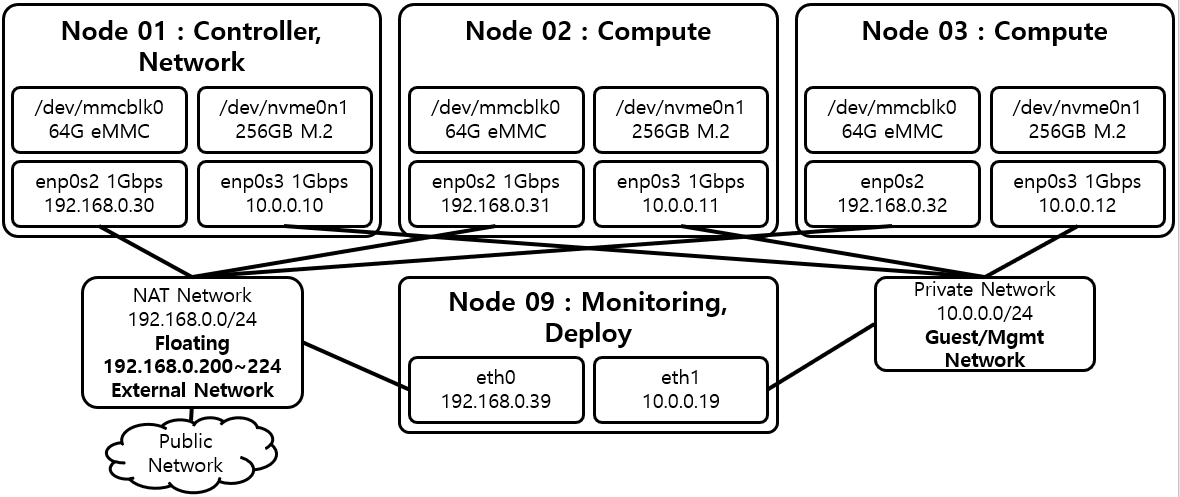 Node 01 : Controller,
Network
/dev/mmcblk0
64G eMMC
/dev/nvme0n1
256GB M.2
enp0s2 1Gbps
192.168.0.30
enp0s3 1Gbps
10.0.0.10
Node 02 : Compute
/dev/mmcblk0
64G eMMC
/dev/nvme0n1
256GB M.2
enp0s2 1Gbps
192.168.0.31
enp0s3 1Gbps
10.0.0.11
Node 03 : Compute
/dev/mmcblk0
64G eMMC
/dev/nvme0n1
256GB M.2
enp0s2
192.168.0.32
enp0s3 1Gbps
10.0.0.12
NAT Network
192.168.0.0/24
Floating
192.168.0.200~224
External Network
Node 09 : Monitoring,
Deploy
eth0
192.168.0.39
eth1
10.0.0.19
Private Network
10.0.0.0/24
Guest/Mgmt
Network
Public
Network